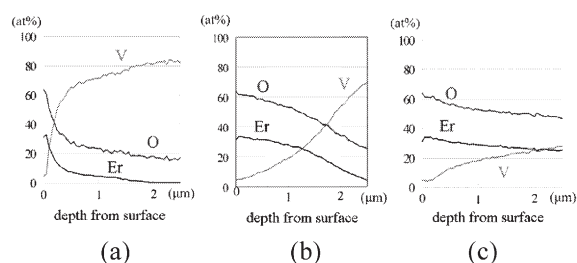 (at%)
100
80
60
40
20
0
V
O
Er
0
1
2
(μm)
depth from surface
(a)
(at%)
100
80
60
40
20
0
V
O
Er
0
1
2
(μm)
depth from surface
(b)
(at%)
100
80
60
40
20
0
O
Er
V
0
1
2
(μm)
depth from surface
(c)